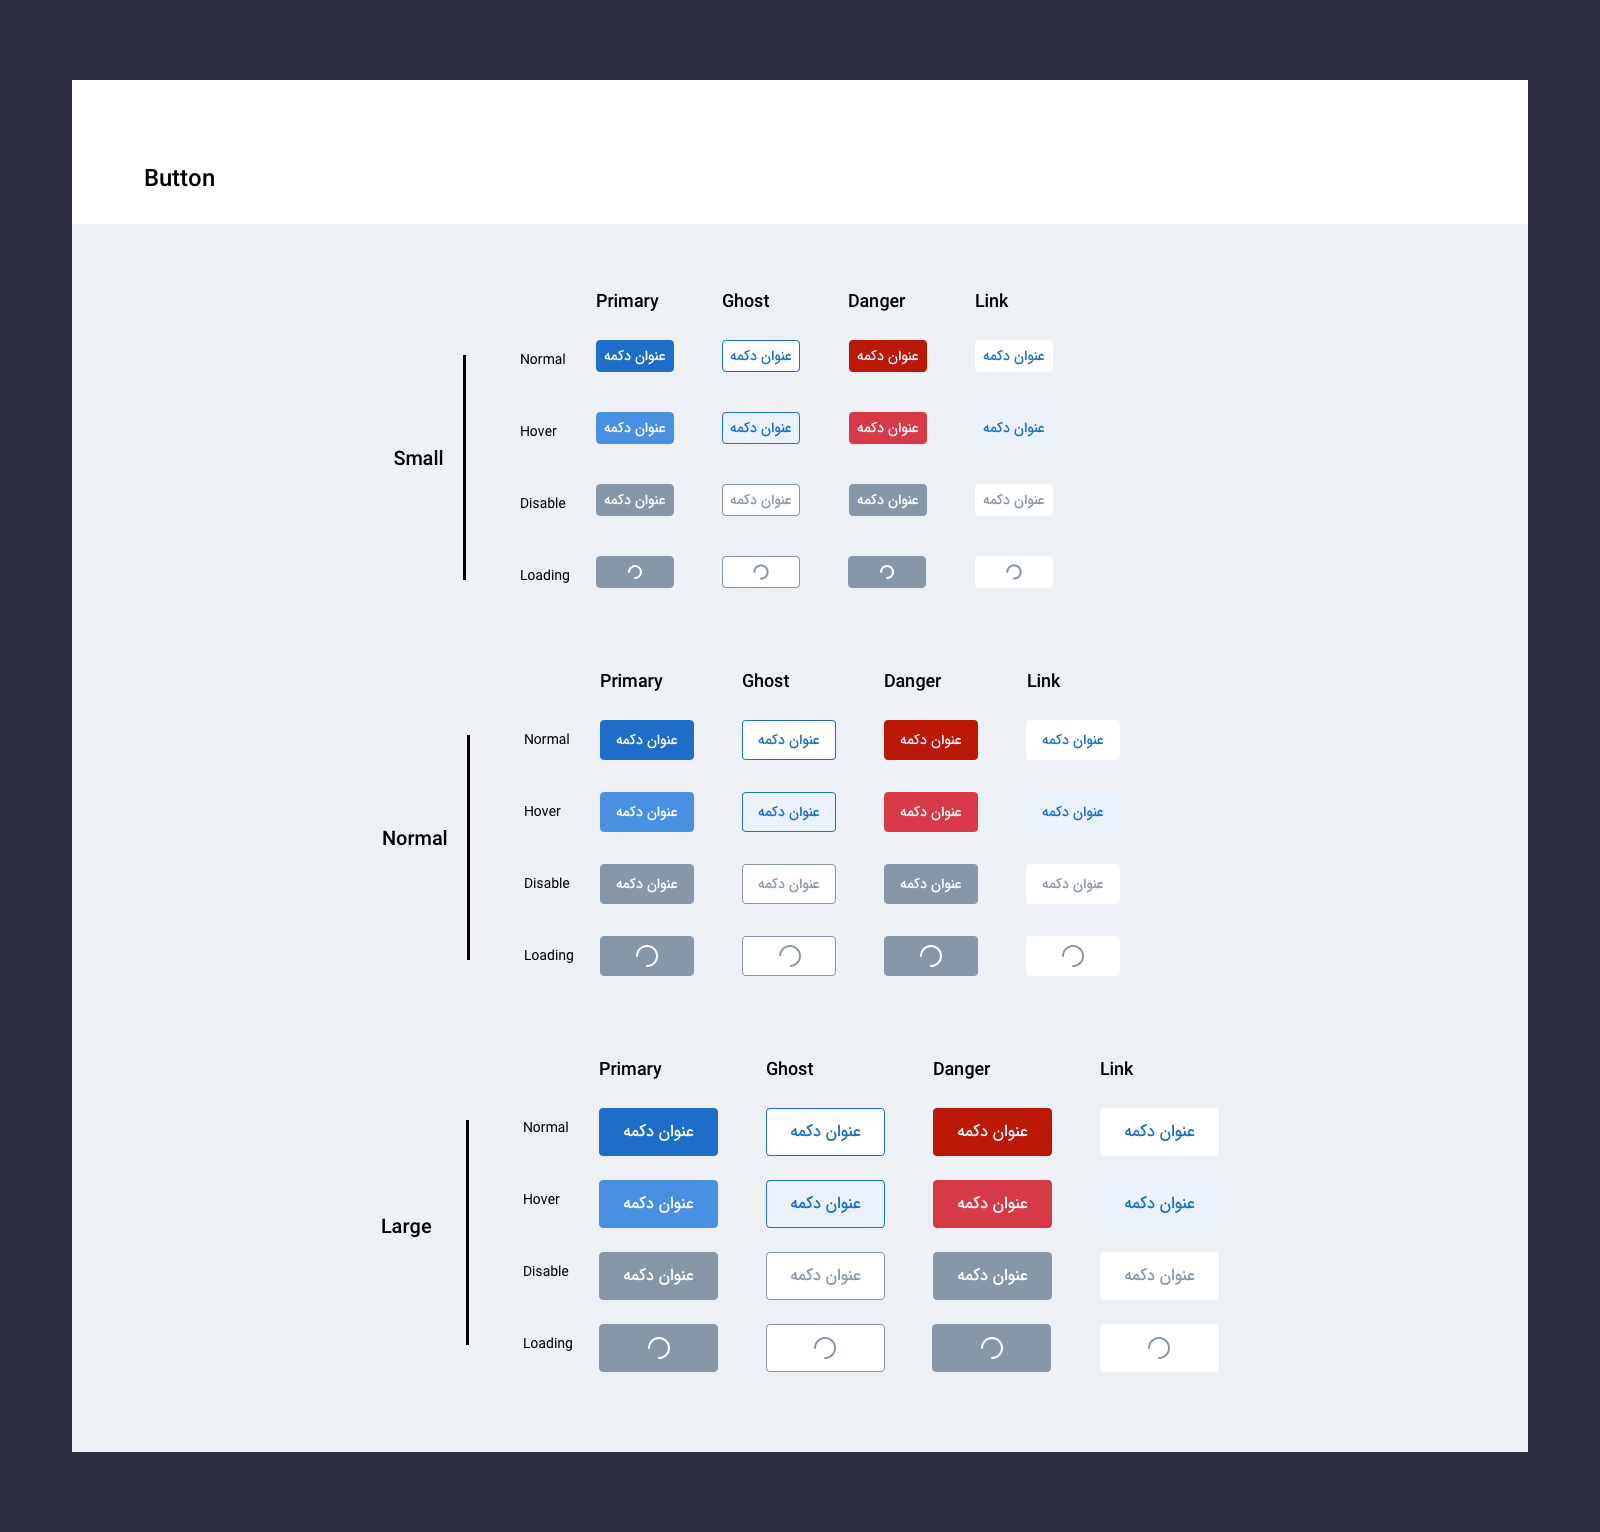 Button
Primary Ghost Danger Link
Normal عنوان دکمه عنوان دکمه عنوان دکمه عنوان دکمه
Hover عنوان دکمه عنوان دکمه عنوان دکمه عنوان دکمه
Small
Disable عنوان دکمه عنوان دکمه عنوان دکمه عنوان دکمه
Loading
Primary Ghost Danger Link
Normal عنوان دکمه عنوان دکمه عنوان دکمه عنوان دکمه
Hover عنوان دکمه عنوان دکمه عنوان دکمه عنوان دکمه
Normal
Disable عنوان دکمه عنوان دکمه عنوان دکمه عنوان دکمه
Loading
Primary Ghost Danger Link
Normal عنوان دکمه عنوان دکمه عنوان دکمه عنوان دکمه
Hover عنوان دکمه عنوان دکمه عنوان دکمه عنوان دکمه
Large
Disable عنوان دکمه عنوان دکمه عنوان دکمه عنوان دکمه
Loading